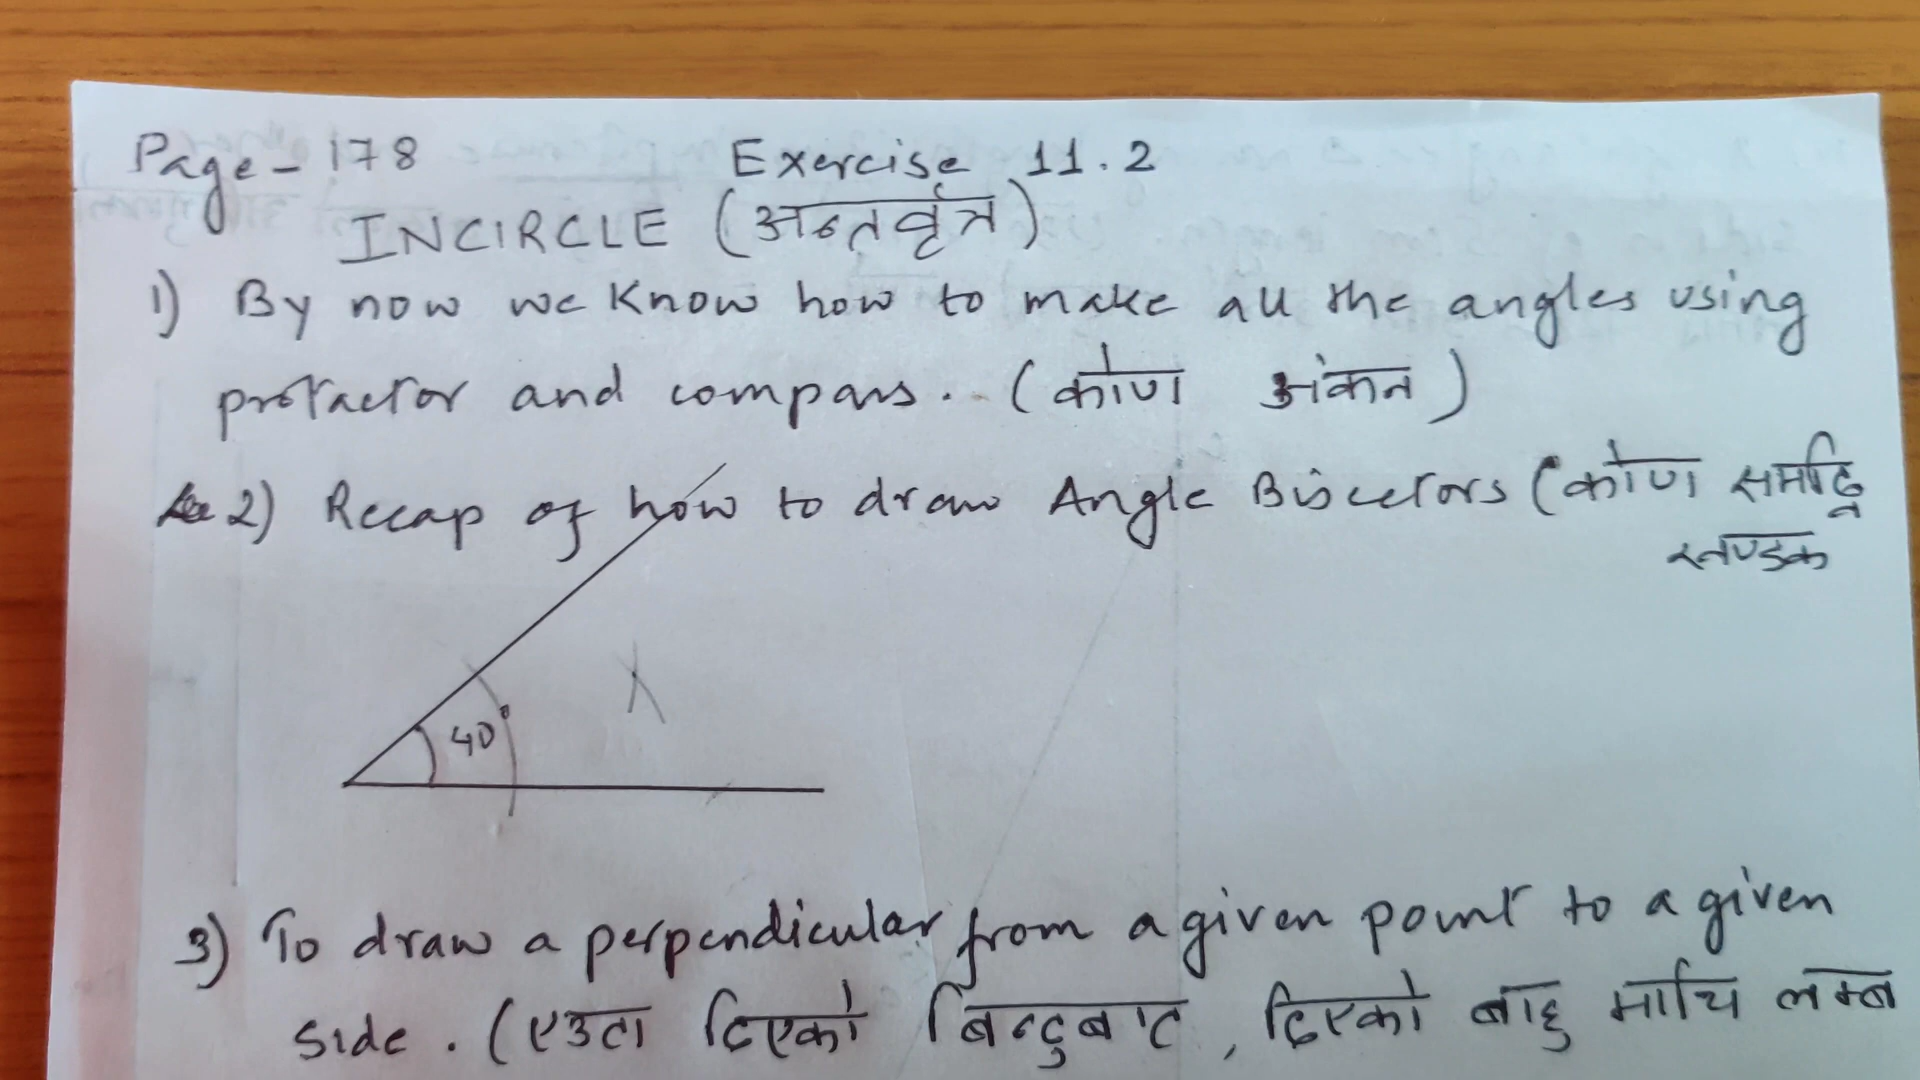 Page - 178 Exercise 11.2
INCIRCLE (अन्तर्वृत्र)
1) By now we know how to make all the angles using
protractor and compass. (कोण अंकन)
2) Recap of how to draw Angle Biscetors (कोण समद्वि
खण्डक
40°
3) To draw a perpendicular from a given point to a given
side. (एउटा दिएको बिन्दुबाट, दिएको बाहु माथि लम्ब